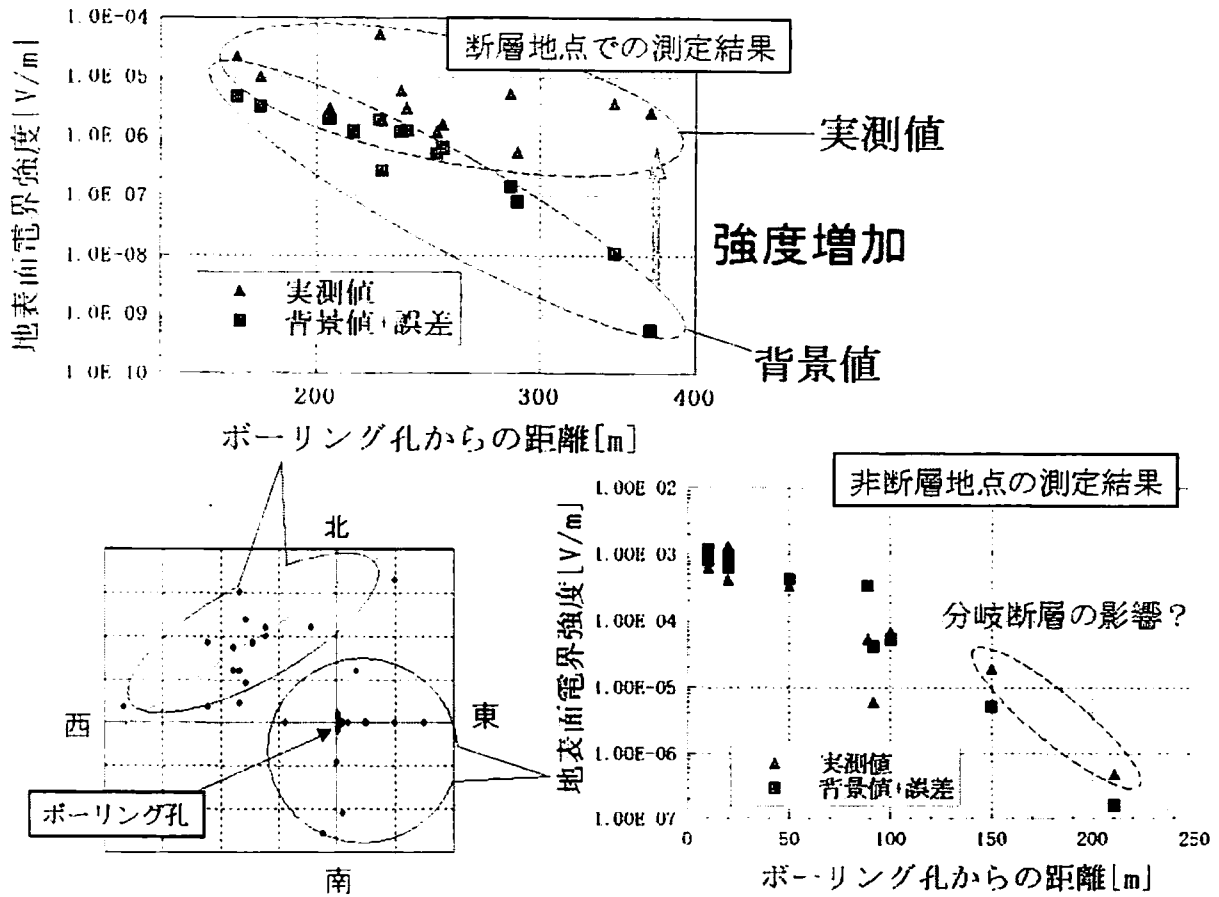 断層地点での測定結果
地表面電界強度[V/m]
1.0E-04
1.0E-05
1.0E-06
1.0E-07
1.0E-08
1.0E 09
1.0E 10
実測値
強度増加
背景値
実測値
背景値+誤差
200
300
400
ボーリング孔からの距離[m]
北
西
東
南
ボーリング孔
非断層地点の測定結果
地表面電界強度[V/m]
1.00E 02
1.00E 03
1.00E-04
1.00E-05
1.00E-06
1.00E 07
分岐断層の影響?
実測値
背景値+誤差
0
50
100
150
200
250
ボーリング孔からの距離[m]